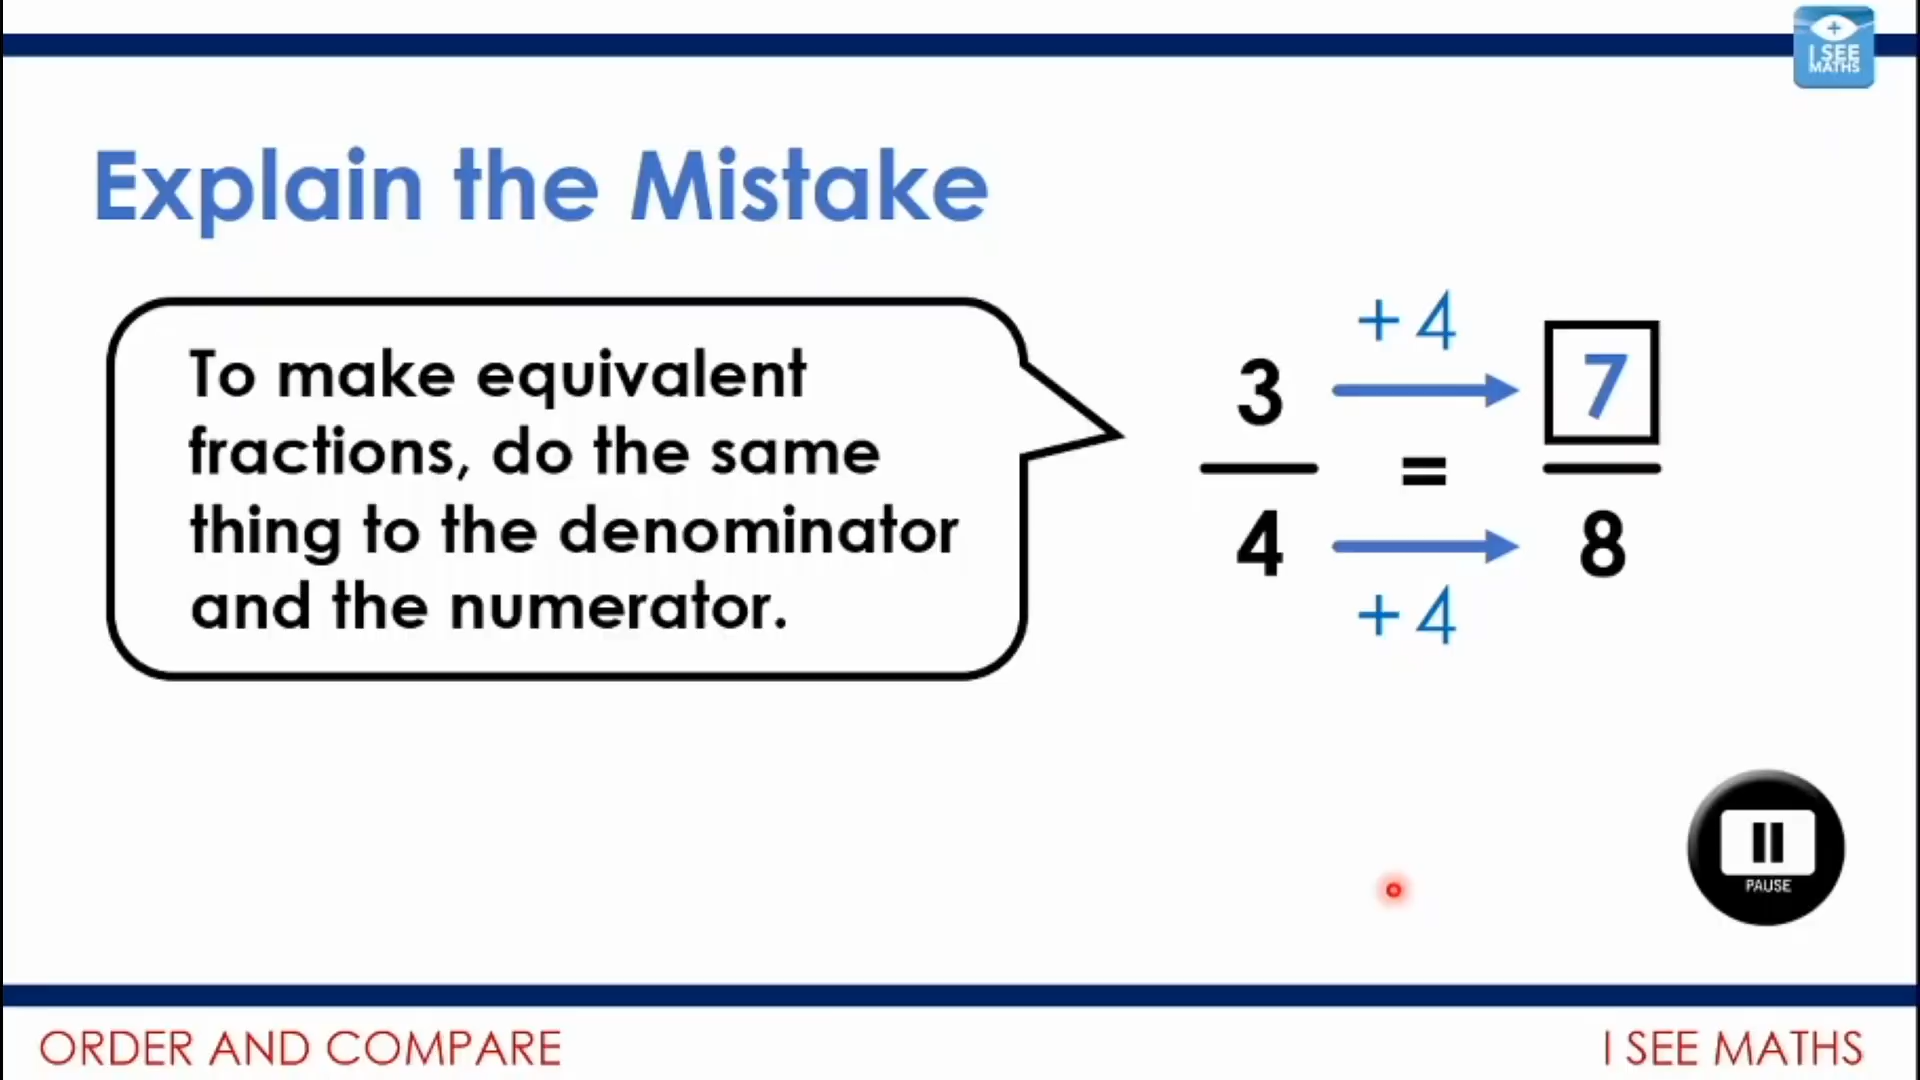 I SEE
MATHS
Explain the Mistake
To make equivalent
fractions, do the same
thing to the denominator
and the numerator.
+4
3 7
=
4 8
+4
PAUSE
ORDER AND COMPARE
I SEE MATHS